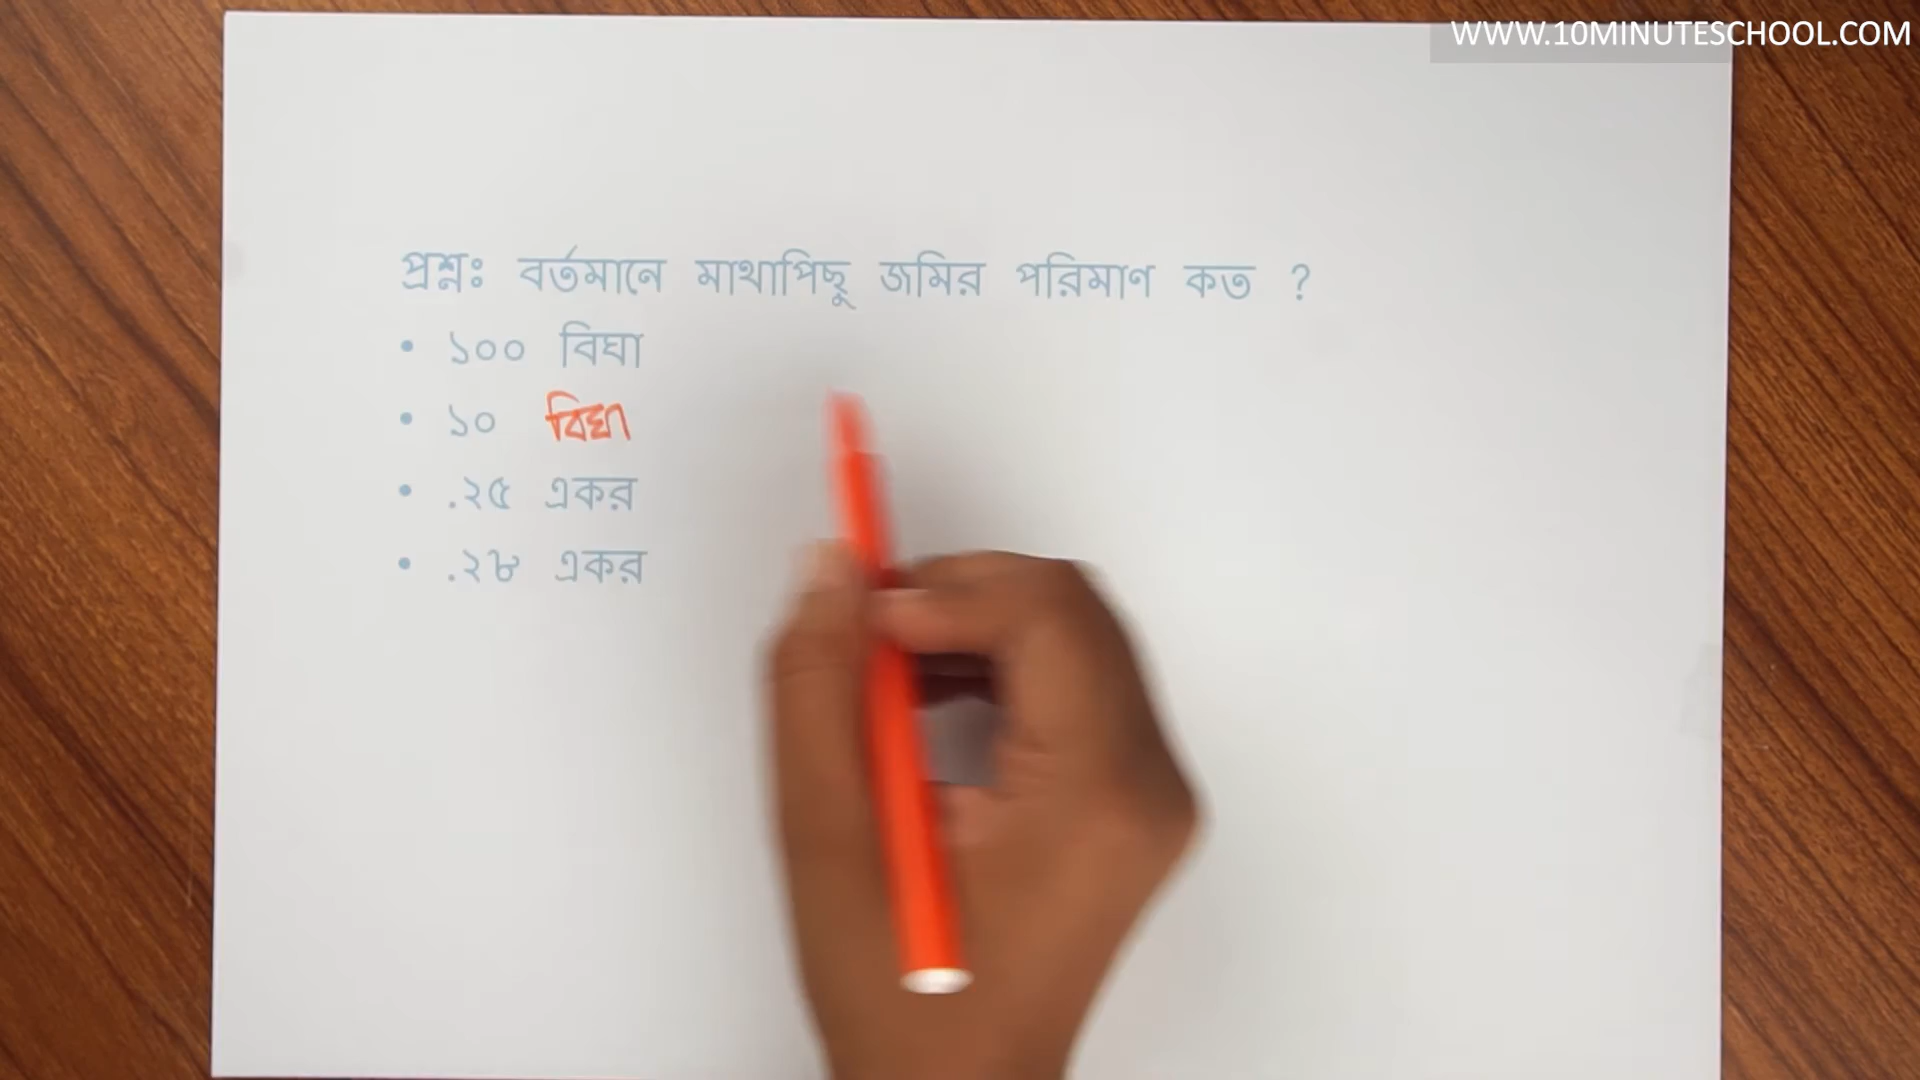 WWW.10MINUTESCHOOL.COM
প্রশ্নঃ বর্তমানে মাথাপিছু জমির পরিমাণ কত ?
• ১০০ বিঘা
• ১০ বিঘা
• .২৫ একর
• .২৮ একর